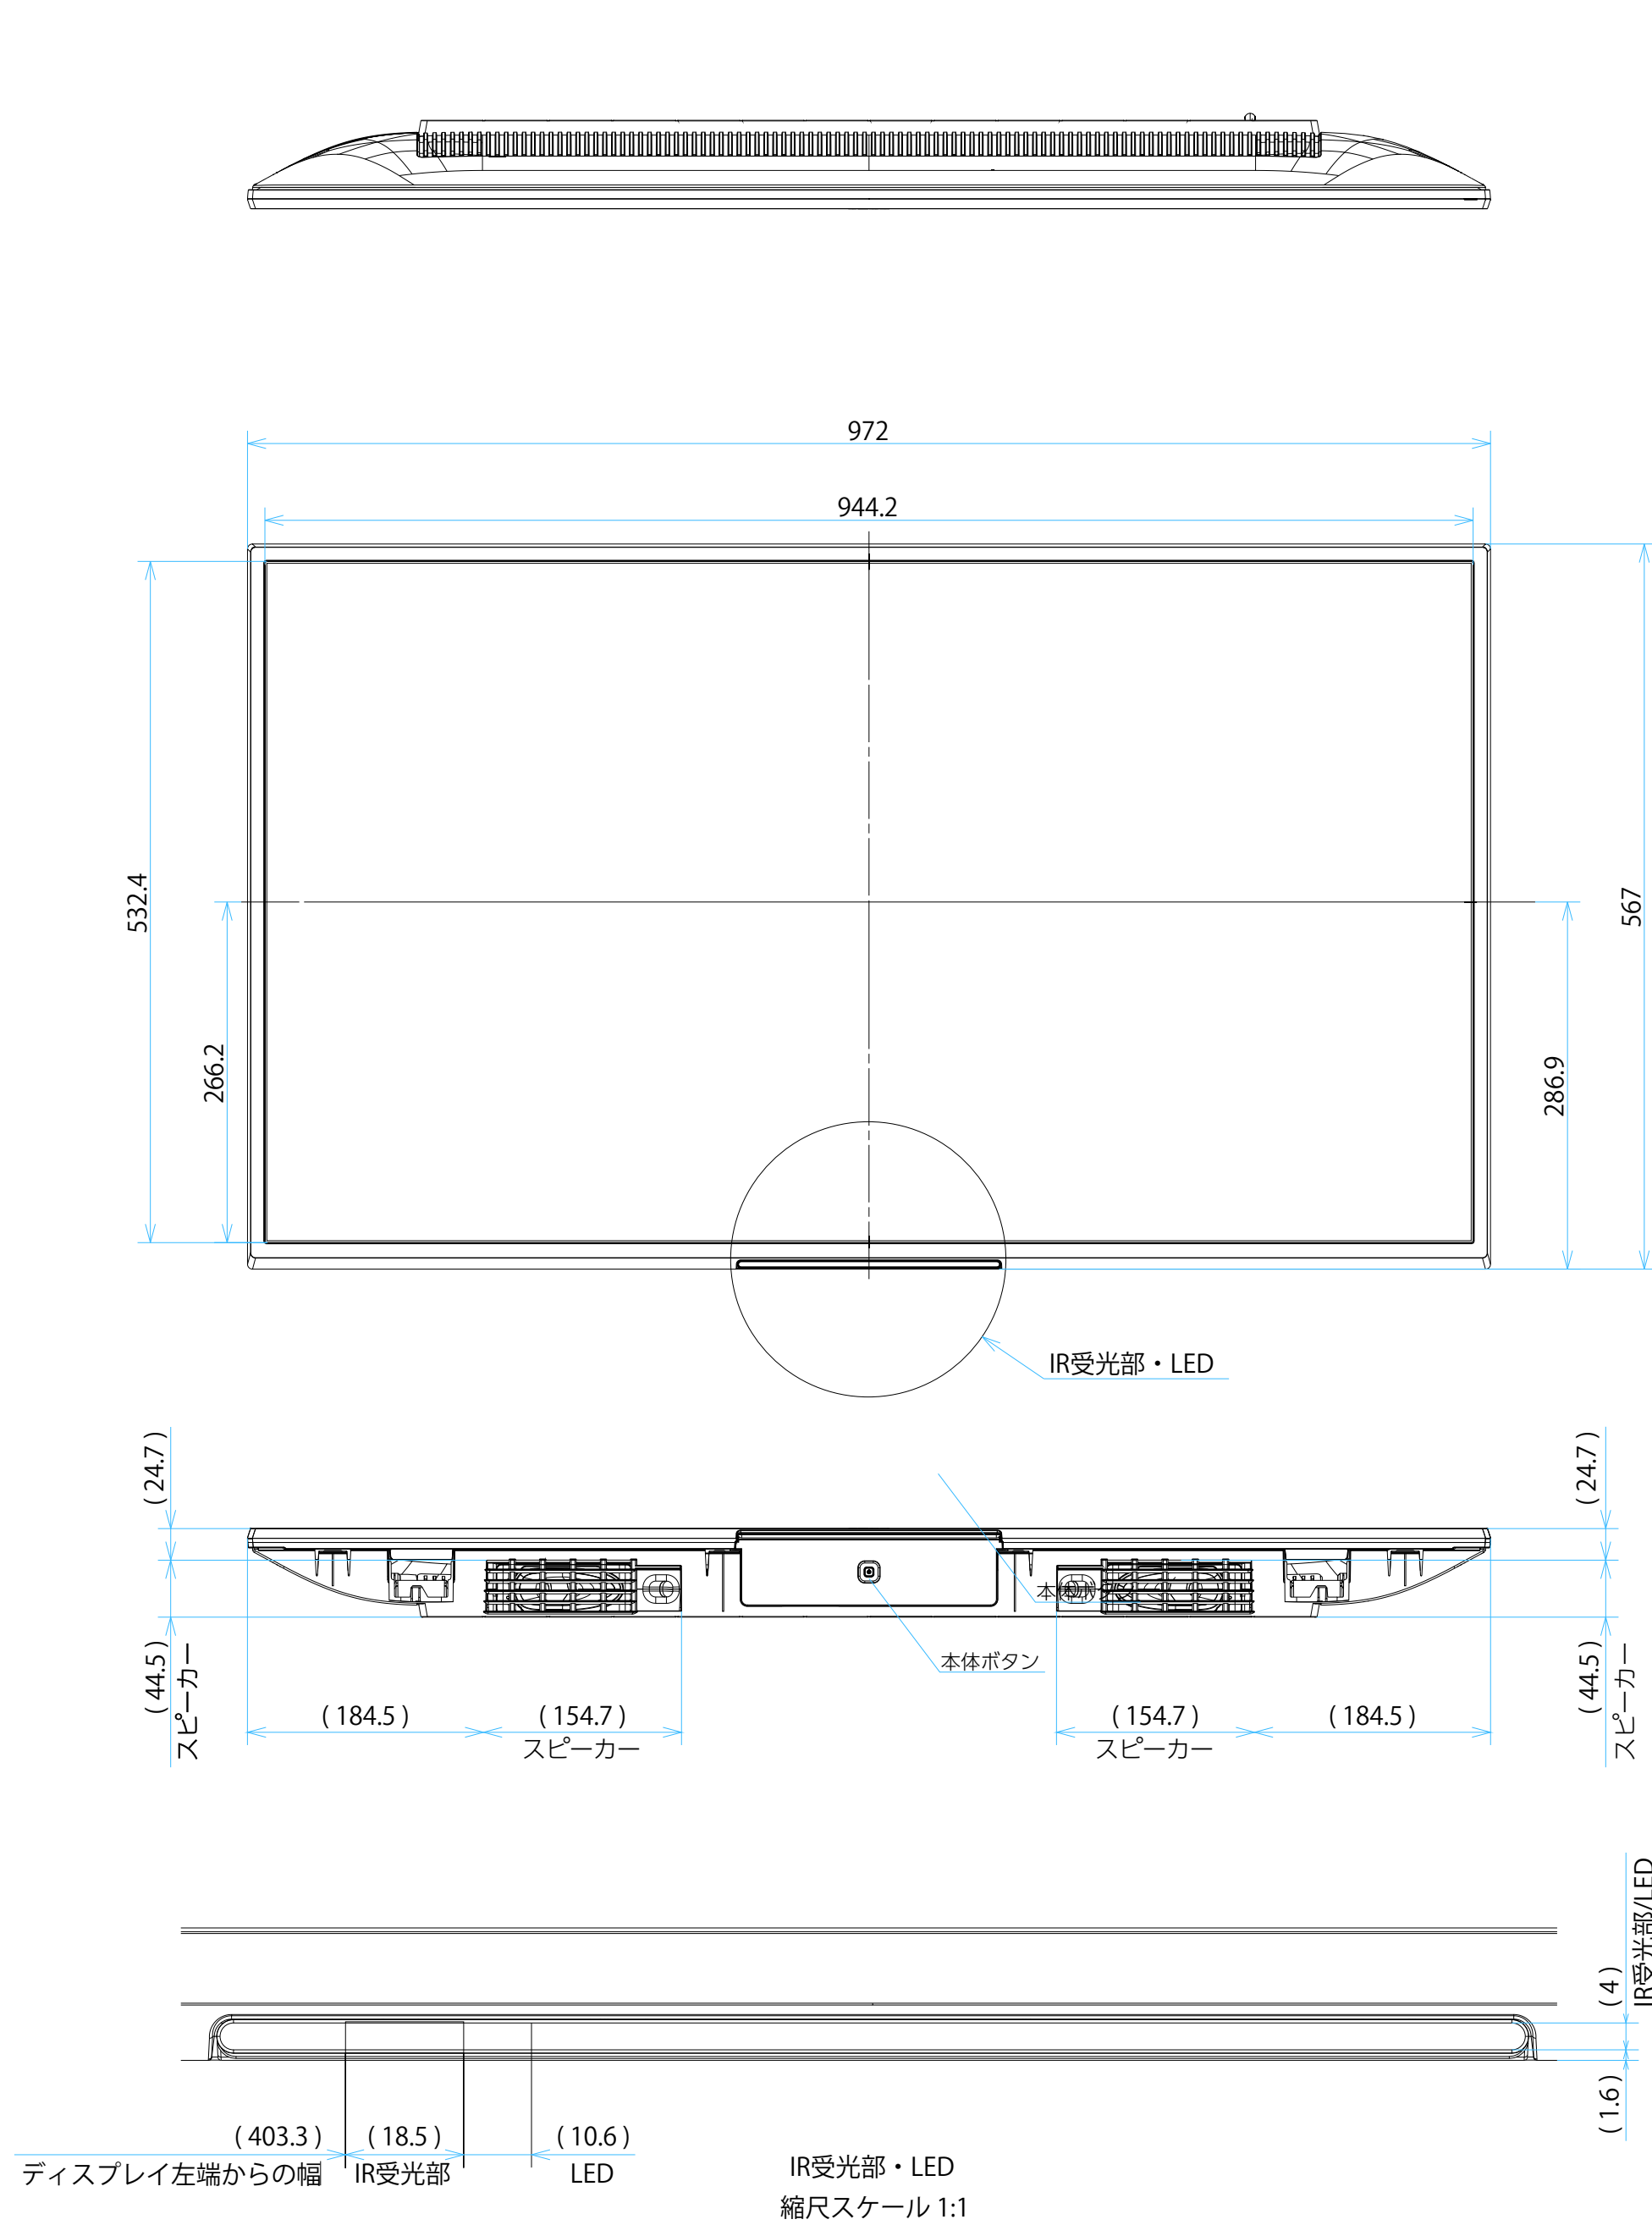 972
944.2
532.4
266.2
567
286.9
IR受光部・LED
( 24.7 )
( 24.7 )
本体ボ
本体ボタン
( 44.5 )
スピーカー
( 44.5 )
スピーカー
( 184.5 )
( 154.7 )
スピーカー
( 154.7 )
スピーカー
( 184.5 )
IR受光部/LED
( 4 )
( 1.6 )
( 403.3 )
ディスプレイ左端からの幅
( 18.5 )
IR受光部
( 10.6 )
LED
IR受光部・LED
縮尺スケール 1:1